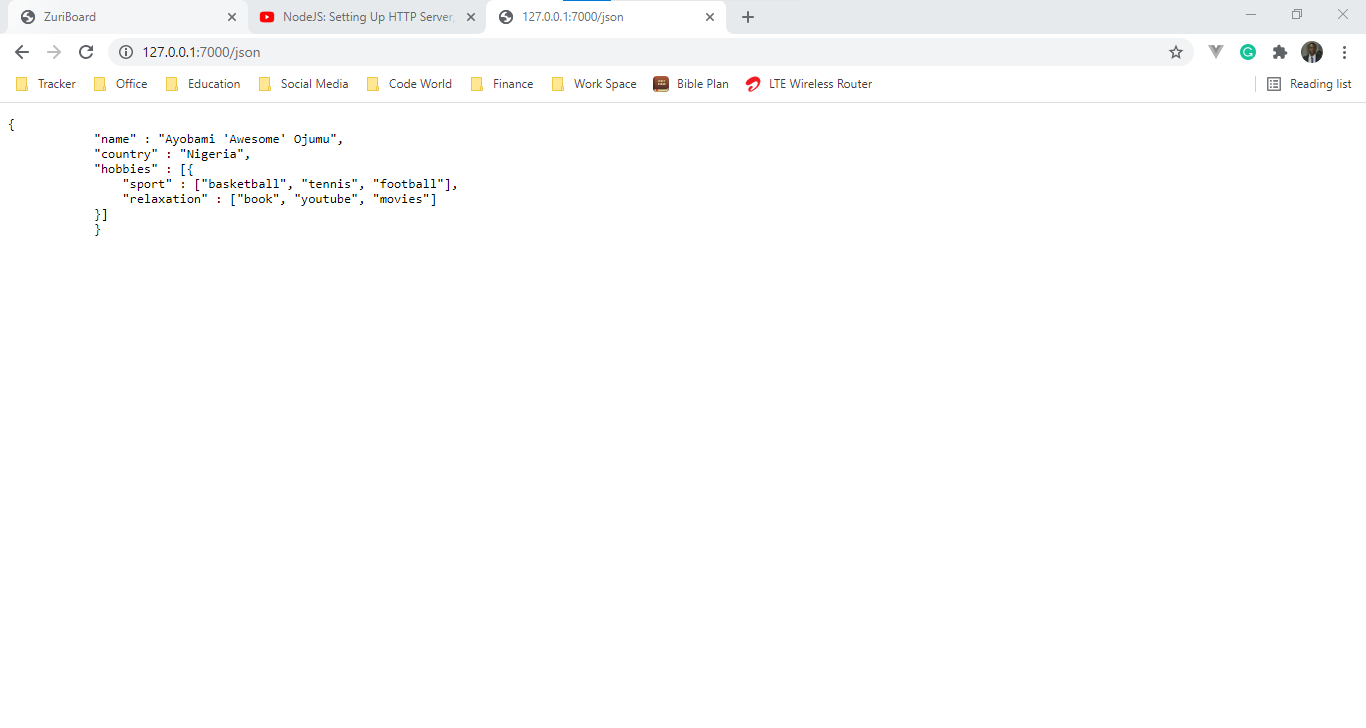 ZuriBoard
NodeJS: Setting Up HTTP Server,
127.0.0.1:7000/json
127.0.0.1:7000/json
Tracker Office Education Social Media Code World Finance Work Space Bible Plan LTE Wireless Router Reading list
{
"name" : "Ayobami 'Awesome' Ojumu",
"country" : "Nigeria",
"hobbies" : [{
"sport" : ["basketball", "tennis", "football"],
"relaxation" : ["book", "youtube", "movies"]
}]
}